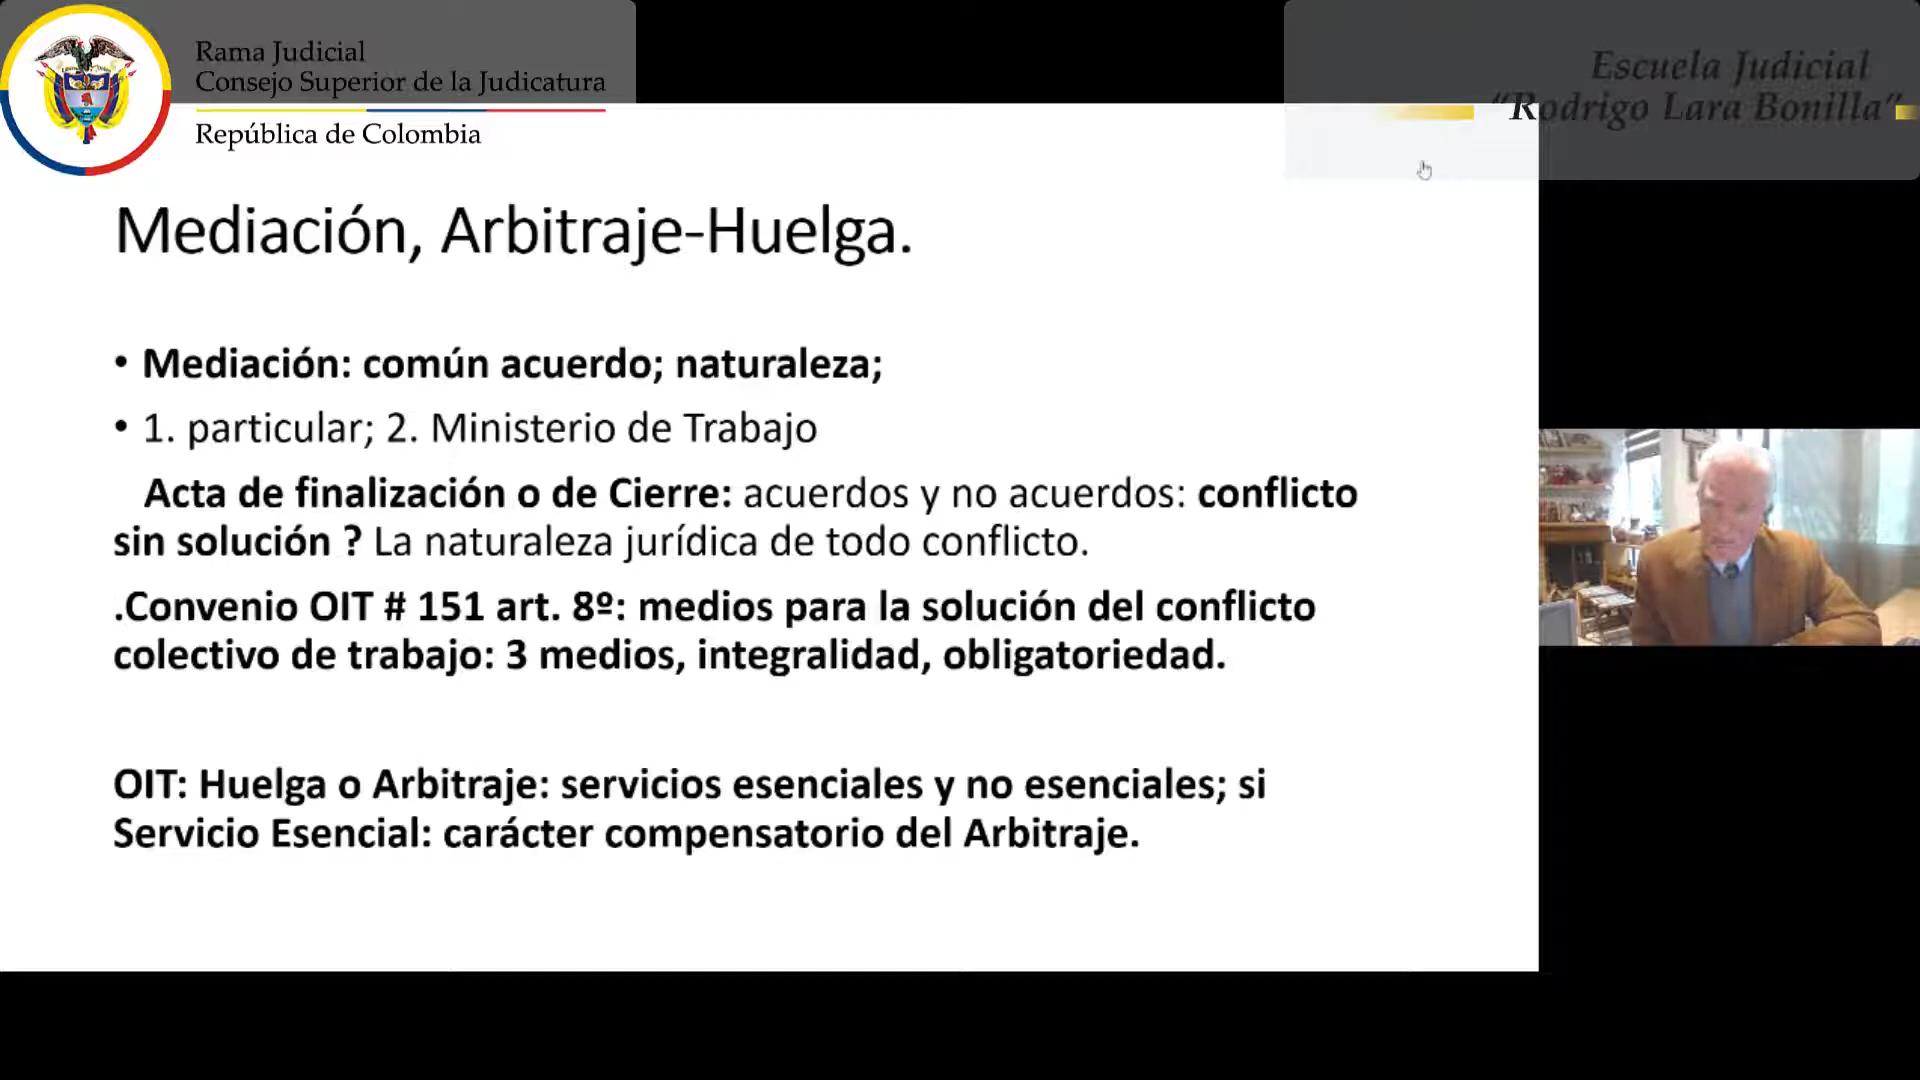 Rama Judicial
Consejo Superior de la Judicatura
República de Colombia
Escuela Judicial
“Rodrigo Lara Bonilla”
Mediación, Arbitraje-Huelga.
• Mediación: común acuerdo; naturaleza;
• 1. particular; 2. Ministerio de Trabajo
Acta de finalización o de Cierre: acuerdos y no acuerdos: conflicto
sin solución ? La naturaleza jurídica de todo conflicto.
.Convenio OIT # 151 art. 8º: medios para la solución del conflicto
colectivo de trabajo: 3 medios, integralidad, obligatoriedad.
OIT: Huelga o Arbitraje: servicios esenciales y no esenciales; si
Servicio Esencial: carácter compensatorio del Arbitraje.